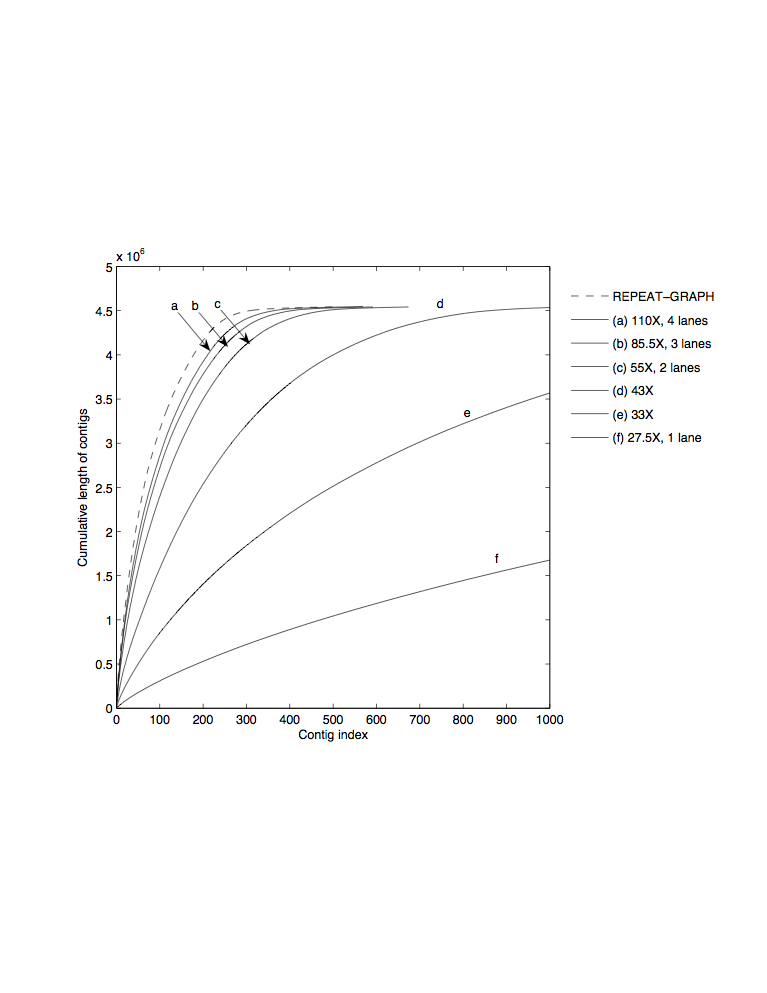 x 10^6
5
4.5
4
3.5
3
2.5
2
1.5
1
0.5
0
Cumulative length of contigs
a b c d
e
f
0 100 200 300 400 500 600 700 800 900 1000
Contig index
REPEAT–GRAPH
(a) 110X, 4 lanes
(b) 85.5X, 3 lanes
(c) 55X, 2 lanes
(d) 43X
(e) 33X
(f) 27.5X, 1 lane